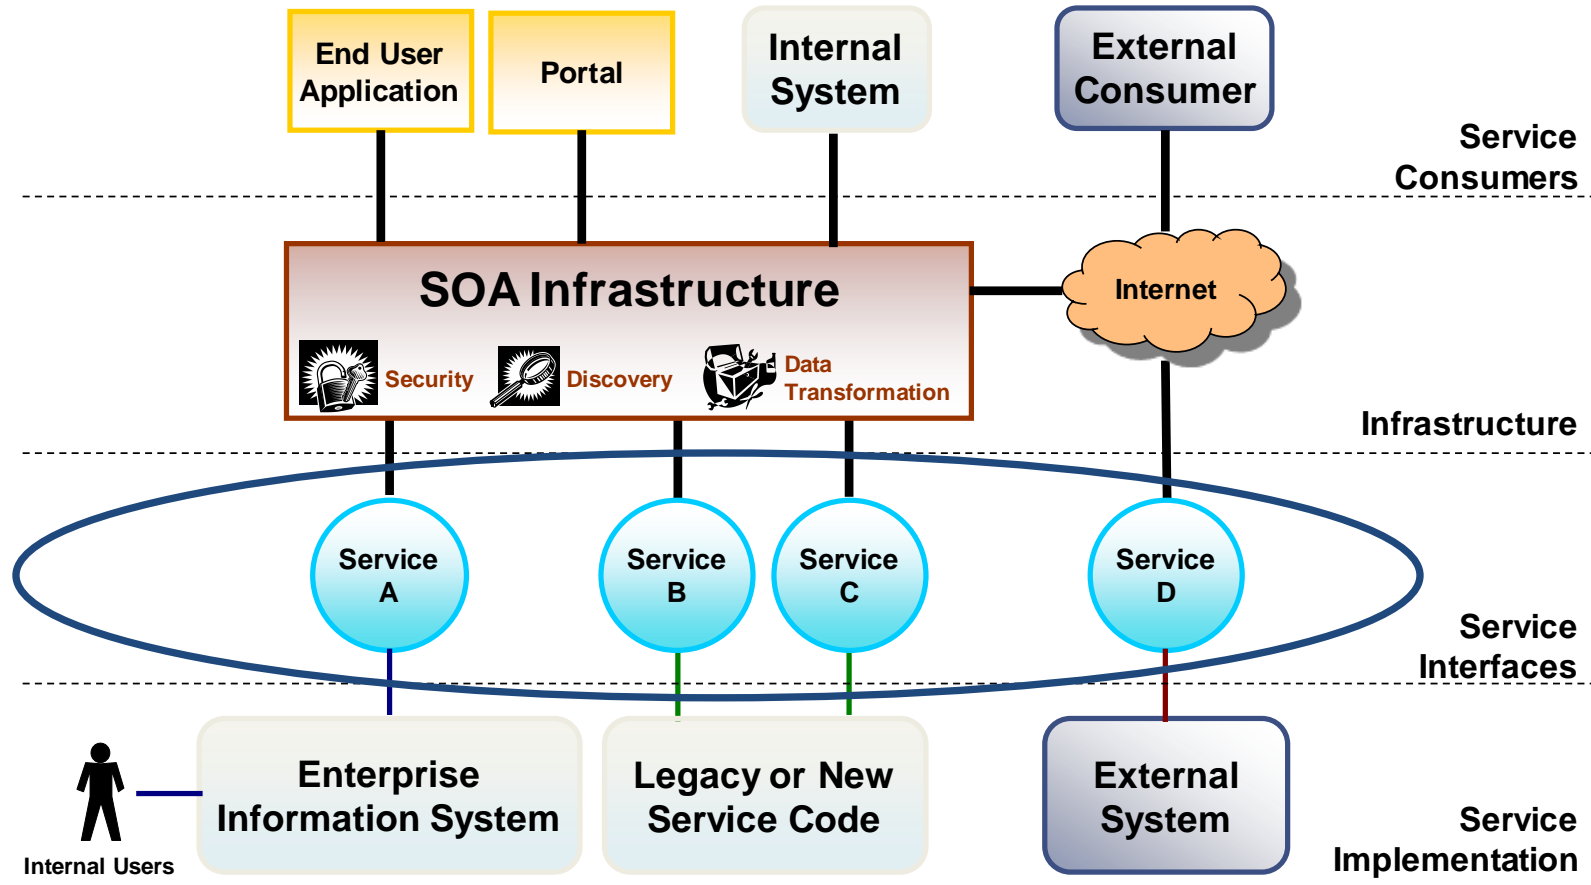 End User
Application
Portal
Internal
System
External
Consumer
Service
Consumers
SOA Infrastructure
Internet
Security
Discovery
Data
Transformation
Infrastructure
Service
A
Service
B
Service
C
Service
D
Service
Interfaces
Enterprise
Information System
Legacy or New
Service Code
External
System
Internal Users
Service
Implementation